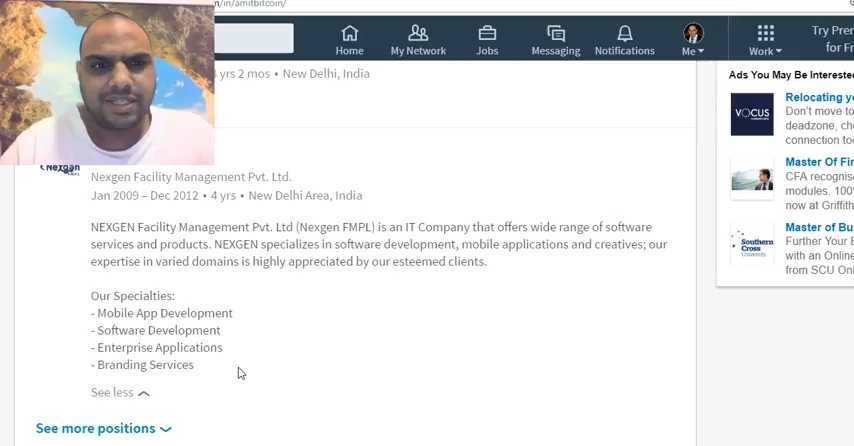 /in/amitbitcoin/
Home
My Network
Jobs
Messaging
Notifications
Me
Work
Try Prem
for Fr
yrs 2 mos • New Delhi, India
Nexgen
Nexgen Facility Management Pvt. Ltd.
Jan 2009 – Dec 2012 • 4 yrs • New Delhi Area, India
NEXGEN Facility Management Pvt. Ltd (Nexgen FMPL) is an IT Company that offers wide range of software
services and products. NEXGEN specializes in software development, mobile applications and creatives; our
expertise in varied domains is highly appreciated by our esteemed clients.
Our Specialties:
- Mobile App Development
- Software Development
- Enterprise Applications
- Branding Services
See less
See more positions
Ads You May Be Interested
VOCUS
Relocating yo
Don't move to
deadzone, che
connection too
Master Of Fin
CFA recognise
modules. 100%
now at Griffith
Southern
Cross
University
Master of Bu
Further Your E
with an Online
from SCU Onl